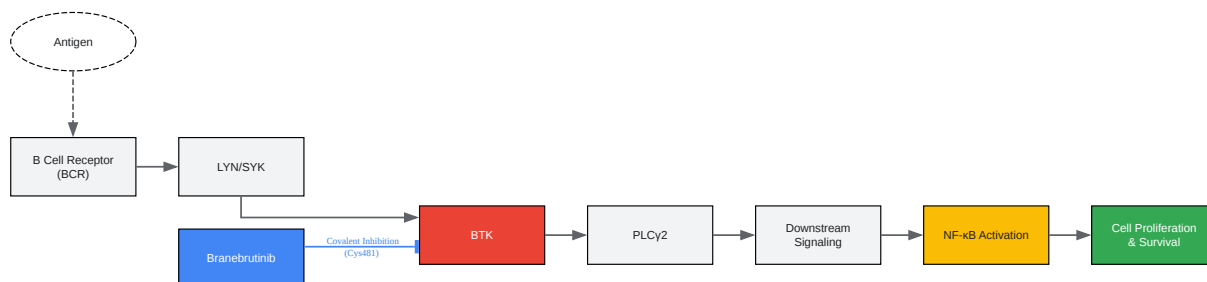 Antigen
B Cell Receptor
(BCR)
LYN/SYK
Branebrutinib
Covalent Inhibition
(Cys481)
BTK
PLCγ2
Downstream
Signaling
NF-κB Activation
Cell Proliferation
& Survival